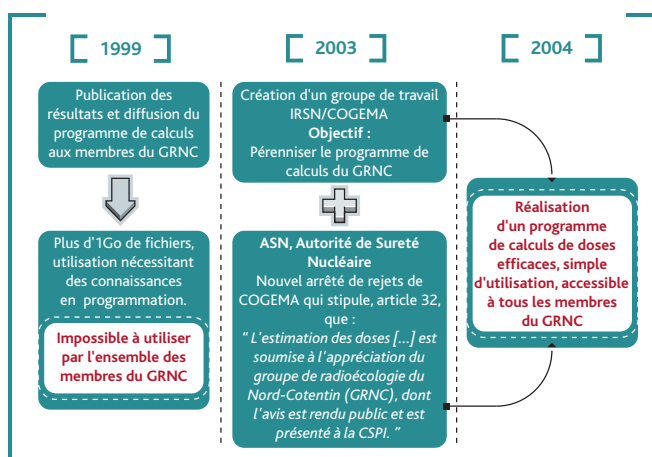 1999
Publication des
résultats et diffusion du
programme de calculs
aux membres du GRNC
Plus d'1Go de fichiers,
utilisation nécessitant
des connaissances
en programmation.
Impossible à utiliser
par l'ensemble des
membres du GRNC
2003
Création d'un groupe de travail
IRSN/COGEMA
Objectif :
Pérenniser le programme de
calculs du GRNC
ASN, Autorité de Sureté
Nucléaire
Nouvel arrêté de rejets de
COGEMA qui stipule, article 32,
que :
" L'estimation des doses [...] est
soumise à l'appréciation du
groupe de radioécologie du
Nord-Cotentin (GRNC), dont
l'avis est rendu public et est
présenté à la CSPI. "
2004
Réalisation
d'un programme
de calculs de doses
efficaces, simple
d'utilisation, accessible
à tous les membres
du GRNC